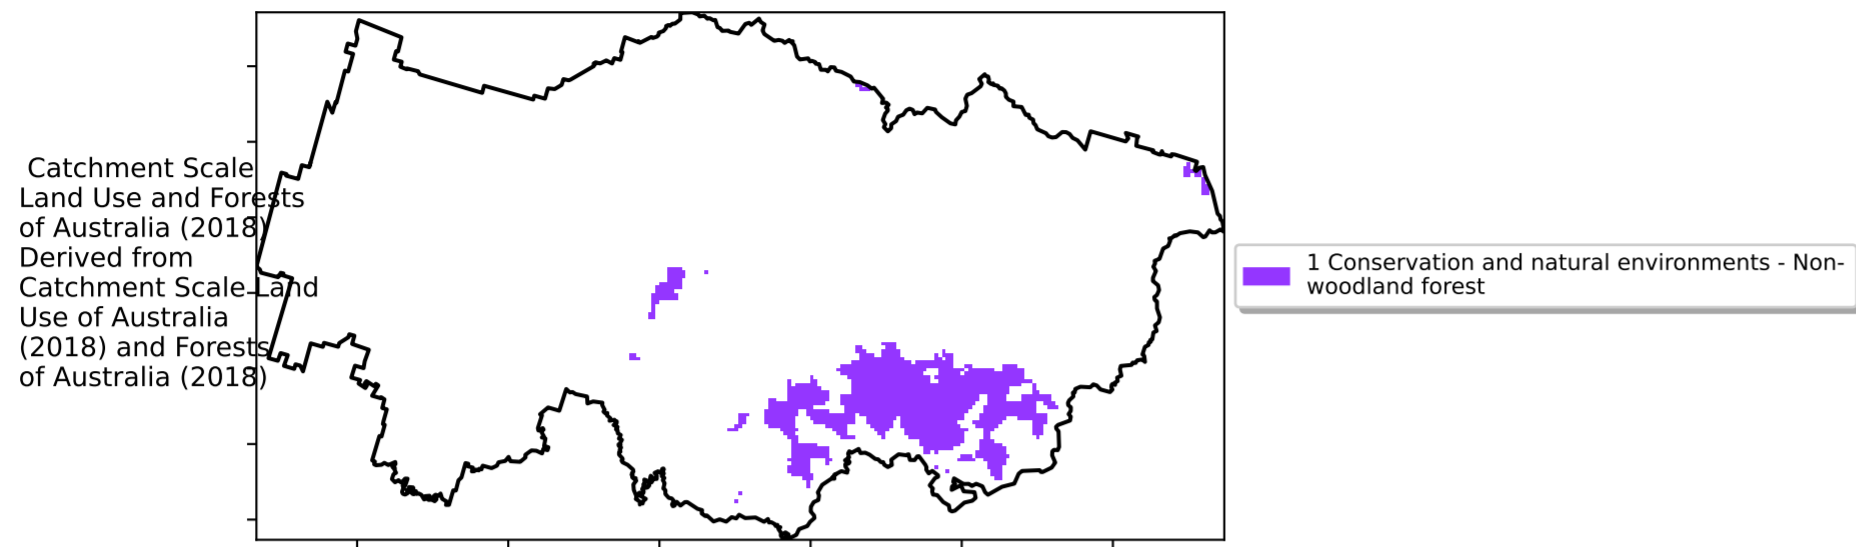 Catchment Scale
Land Use and Forests
of Australia (2018)
Derived from
Catchment Scale Land
Use of Australia
(2018) and Forests
of Australia (2018)
1 Conservation and natural environments - Non-
woodland forest